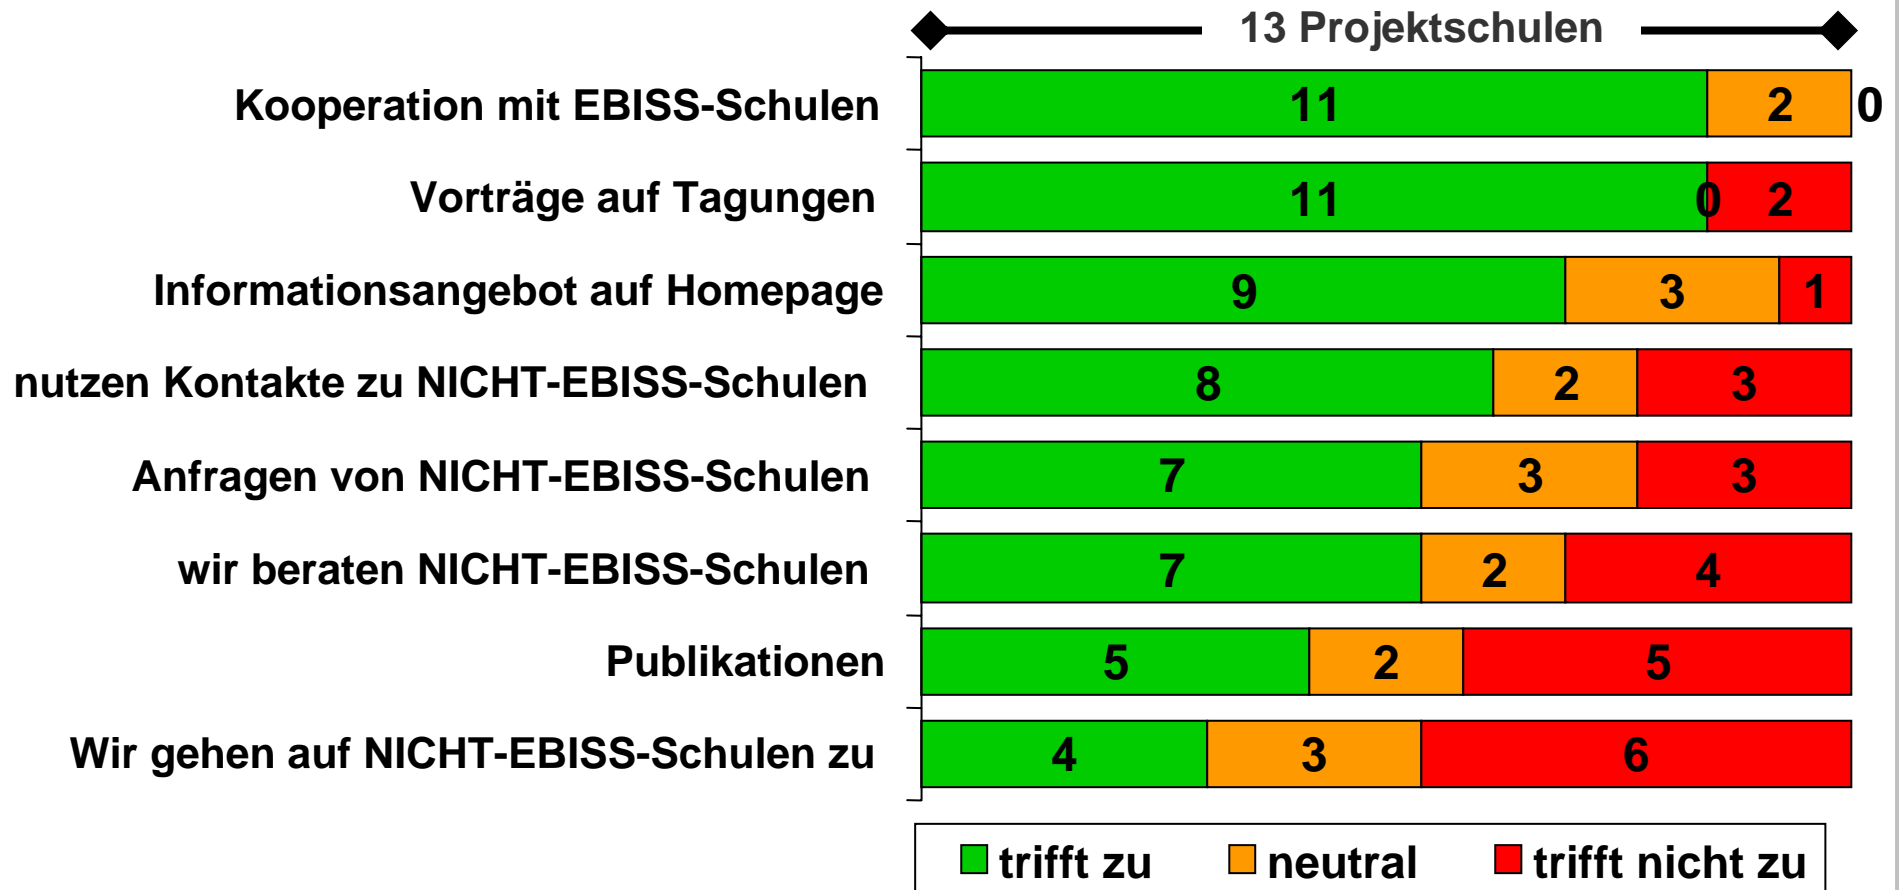 13 Projektschulen
Kooperation mit EBISS-Schulen 11 2 0
Vorträge auf Tagungen 11 0 2
Informationsangebot auf Homepage 9 3 1
nutzen Kontakte zu NICHT-EBISS-Schulen 8 2 3
Anfragen von NICHT-EBISS-Schulen 7 3 3
wir beraten NICHT-EBISS-Schulen 7 2 4
Publikationen 5 2 5
Wir gehen auf NICHT-EBISS-Schulen zu 4 3 6
trifft zu neutral trifft nicht zu